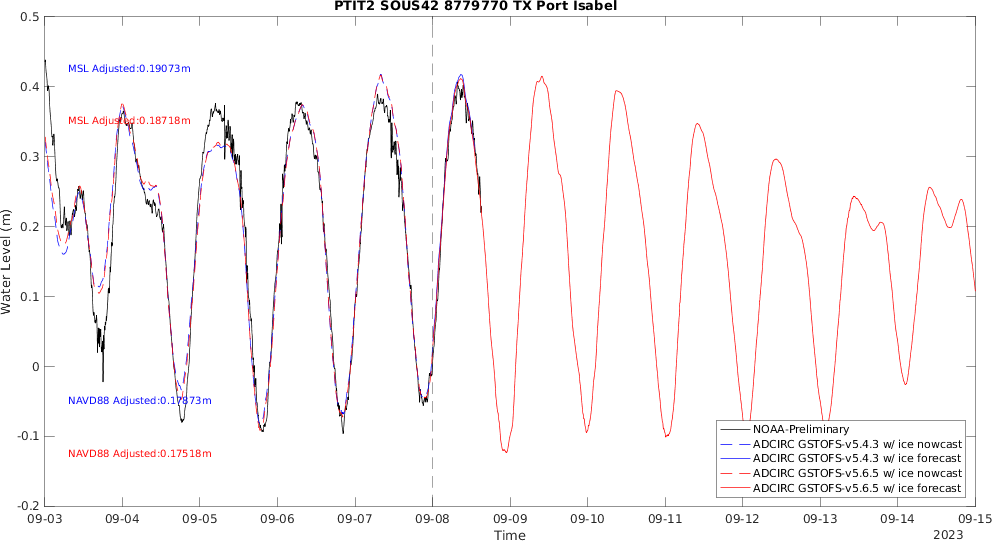 PTIT2 SOUS42 8779770 TX Port Isabel
Water Level (m)
0.5
0.4
0.3
0.2
0.1
0
-0.1
-0.2
MSL Adjusted:0.19073m
MSL Adjusted:0.18718m
NAVD88 Adjusted:0.17873m
NAVD88 Adjusted:0.17518m
NOAA-Preliminary
ADCIRC GSTOFS-v5.4.3 w/ ice nowcast
ADCIRC GSTOFS-v5.4.3 w/ ice forecast
ADCIRC GSTOFS-v5.6.5 w/ ice nowcast
ADCIRC GSTOFS-v5.6.5 w/ ice forecast
09-03 09-04 09-05 09-06 09-07 09-08 09-09 09-10 09-11 09-12 09-13 09-14 09-15
Time
2023